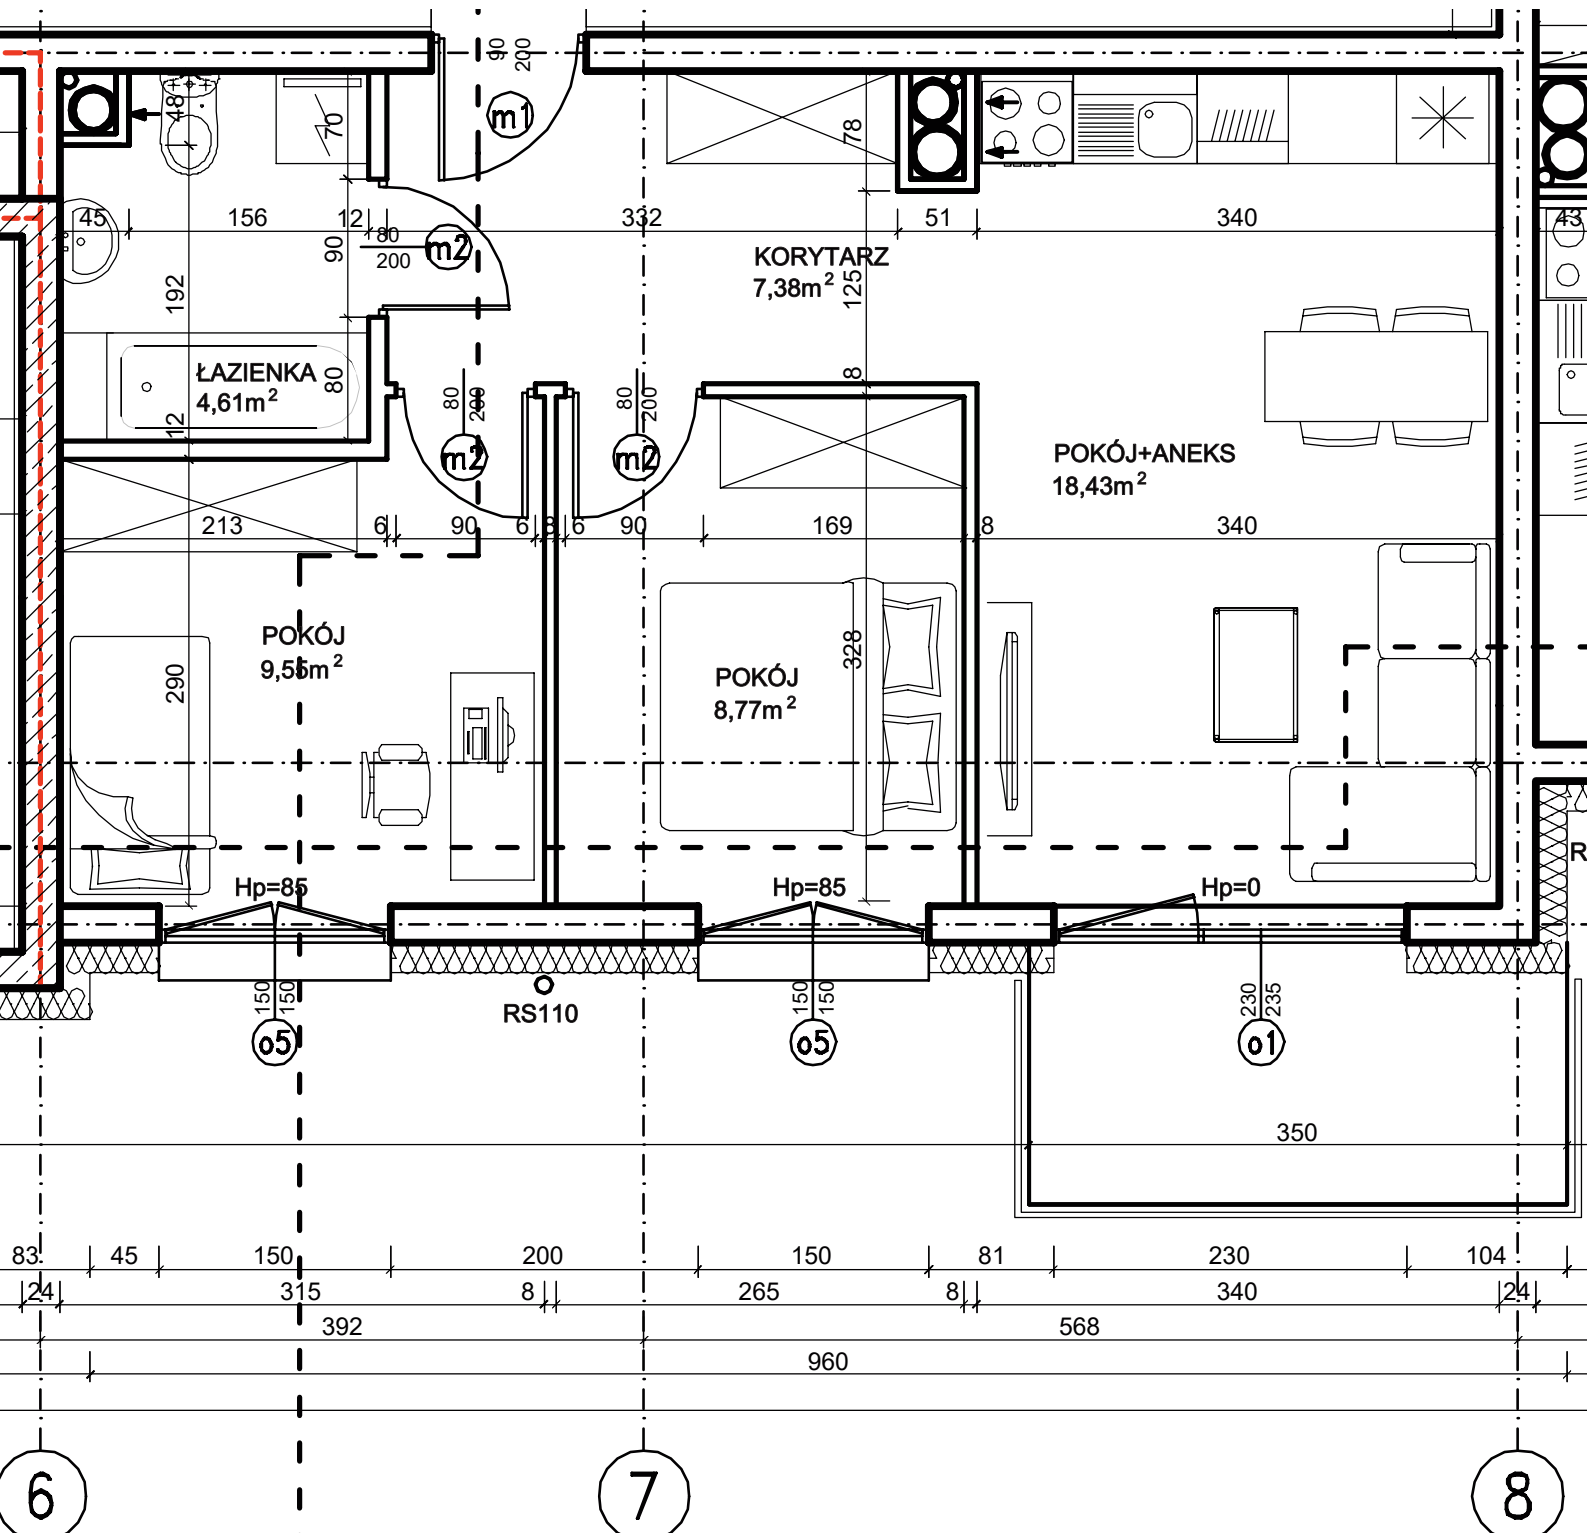 90
200
m1
48
70
78
45
156
12
332
51
340
43
80
200
m2
90
KORYTARZ
7,38m²
125
192
ŁAZIENKA
4,61m²
80
12
8
80
200
80
200
m2
m2
POKÓJ+ANEKS
18,43m²
213
6
90
6
8
6
90
169
8
340
POKÓJ
9,55m²
290
POKÓJ
8,77m²
328
Hp=85
Hp=85
Hp=0
R
150
150
o5
RS110
150
150
o5
230
235
o1
350
83
45
150
200
150
81
230
104
24
315
8
265
8
340
24
392
568
960
6
7
8